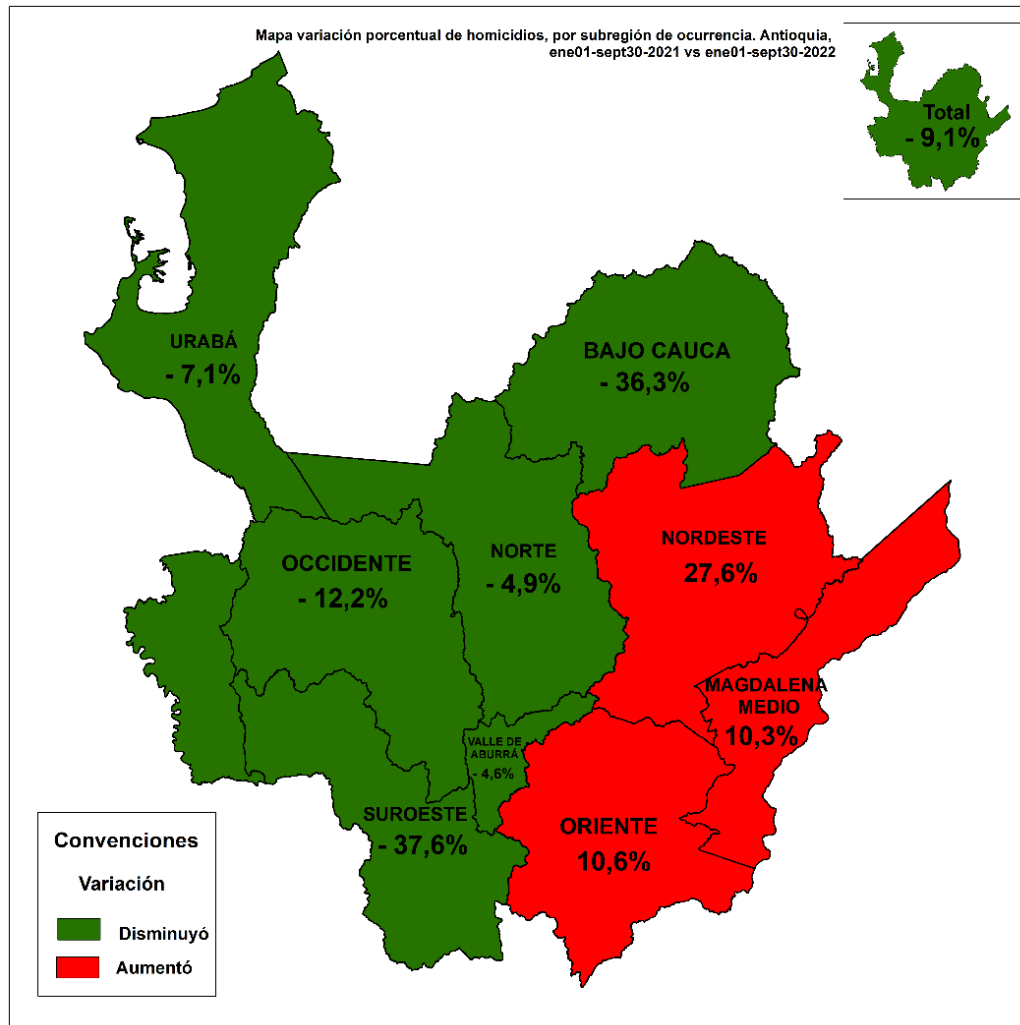 Mapa variación porcentual de homicidios, por subregión de ocurrencia. Antioquia,
ene01-sept30-2021 vs ene01-sept30-2022
Total
- 9,1%
URABÁ
- 7,1%
BAJO CAUCA
- 36,3%
OCCIDENTE
- 12,2%
NORTE
- 4,9%
NORDESTE
27,6%
MAGDALENA
MEDIO
10,3%
VALLE DE
ABURRÁ
- 4,6%
SUROESTE
- 37,6%
ORIENTE
10,6%
Convenciones
Variación
Disminuyó
Aumentó